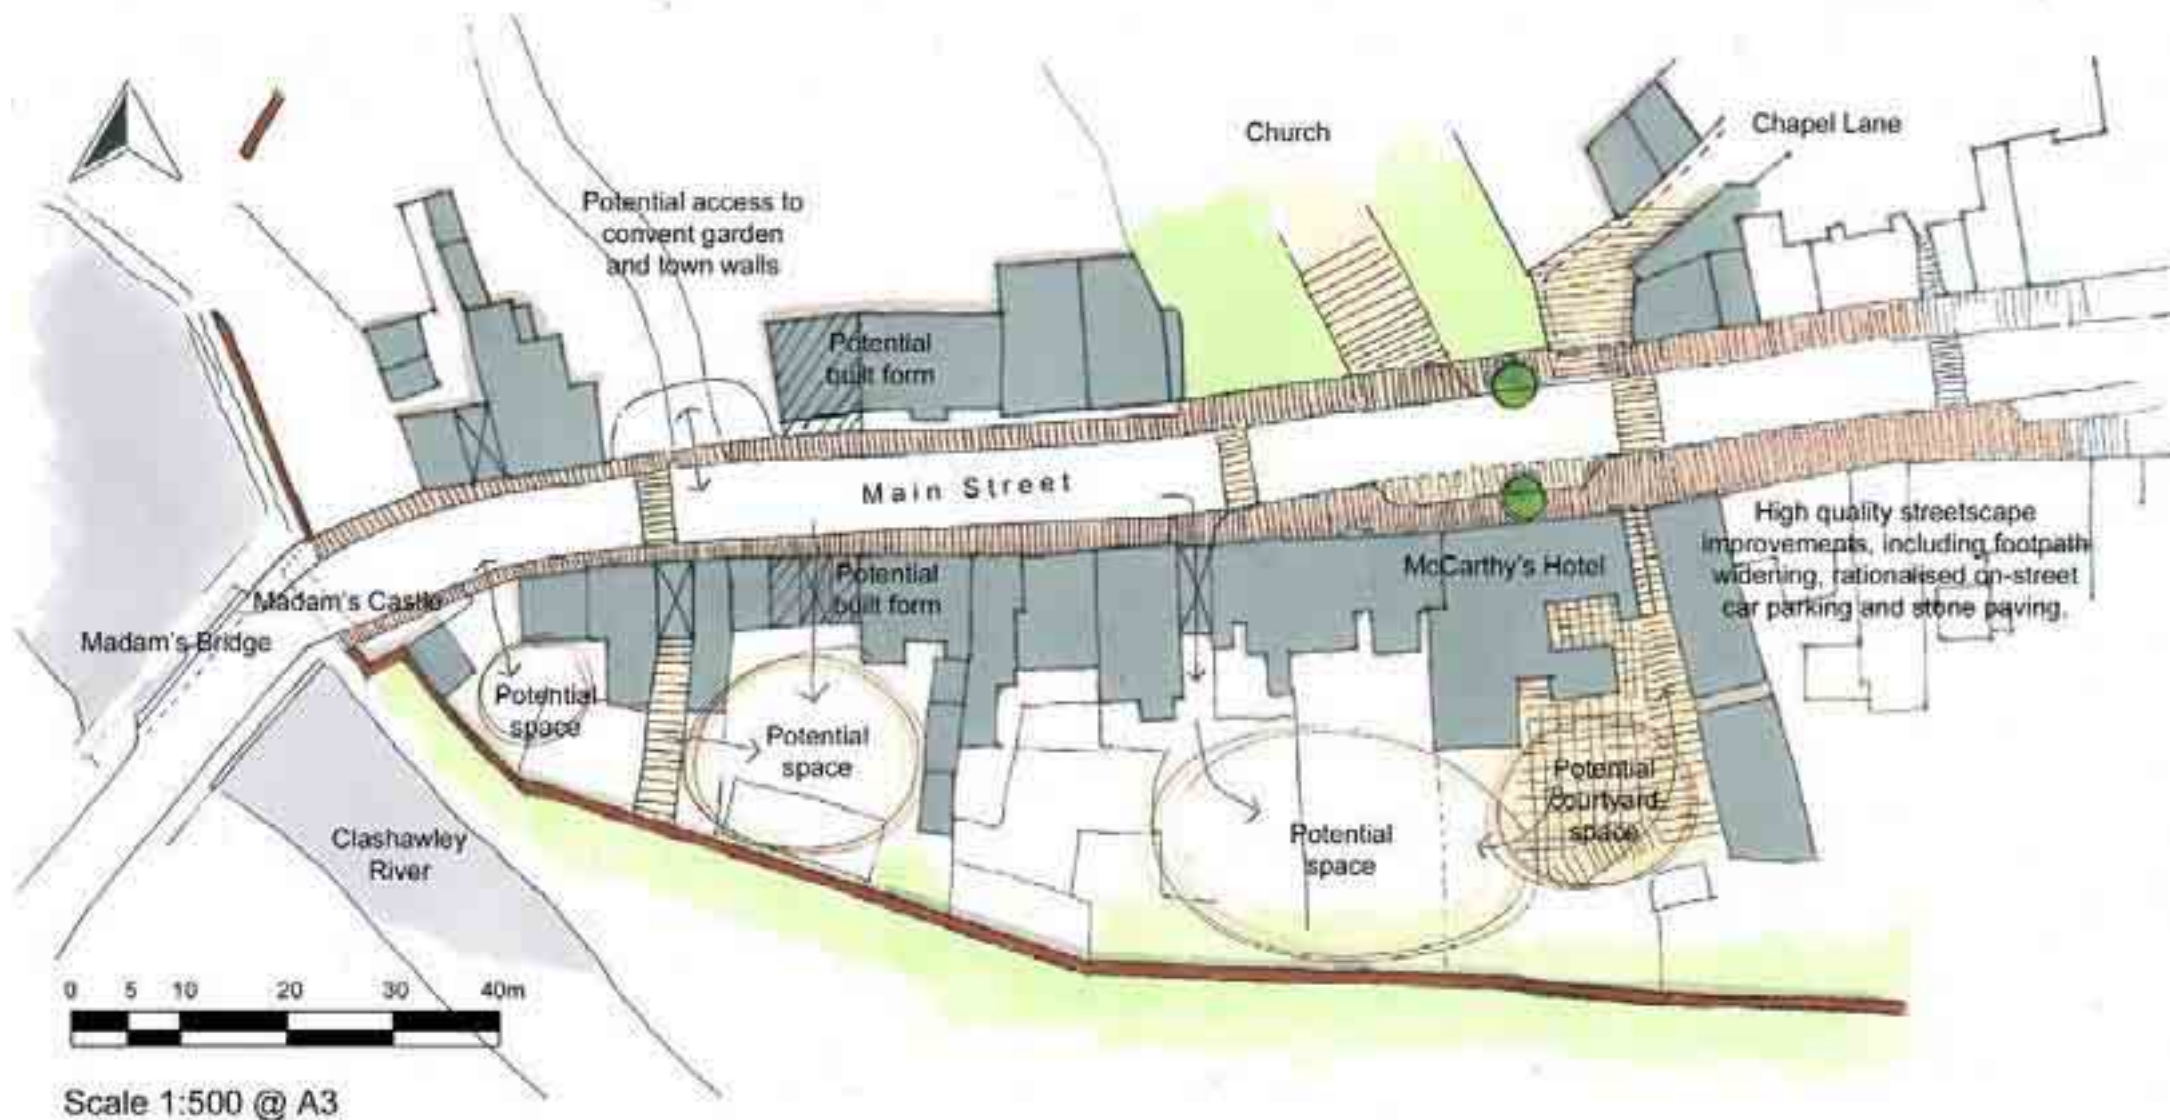 Church
Chapel Lane
Potential access to
convent garden
and town walls
Potential
built form
Main Street
High quality streetscape
improvements, including footpath
widening, rationalised on-street
car parking and stone paving.
McCarthy's Hotel
Potential
built form
Madam's Castle
Madam's Bridge
Potential
space
Potential
space
Potential
courtyard
space
Potential
space
Clashawley
River
0 5 10 20 30 40m
Scale 1:500 @ A3